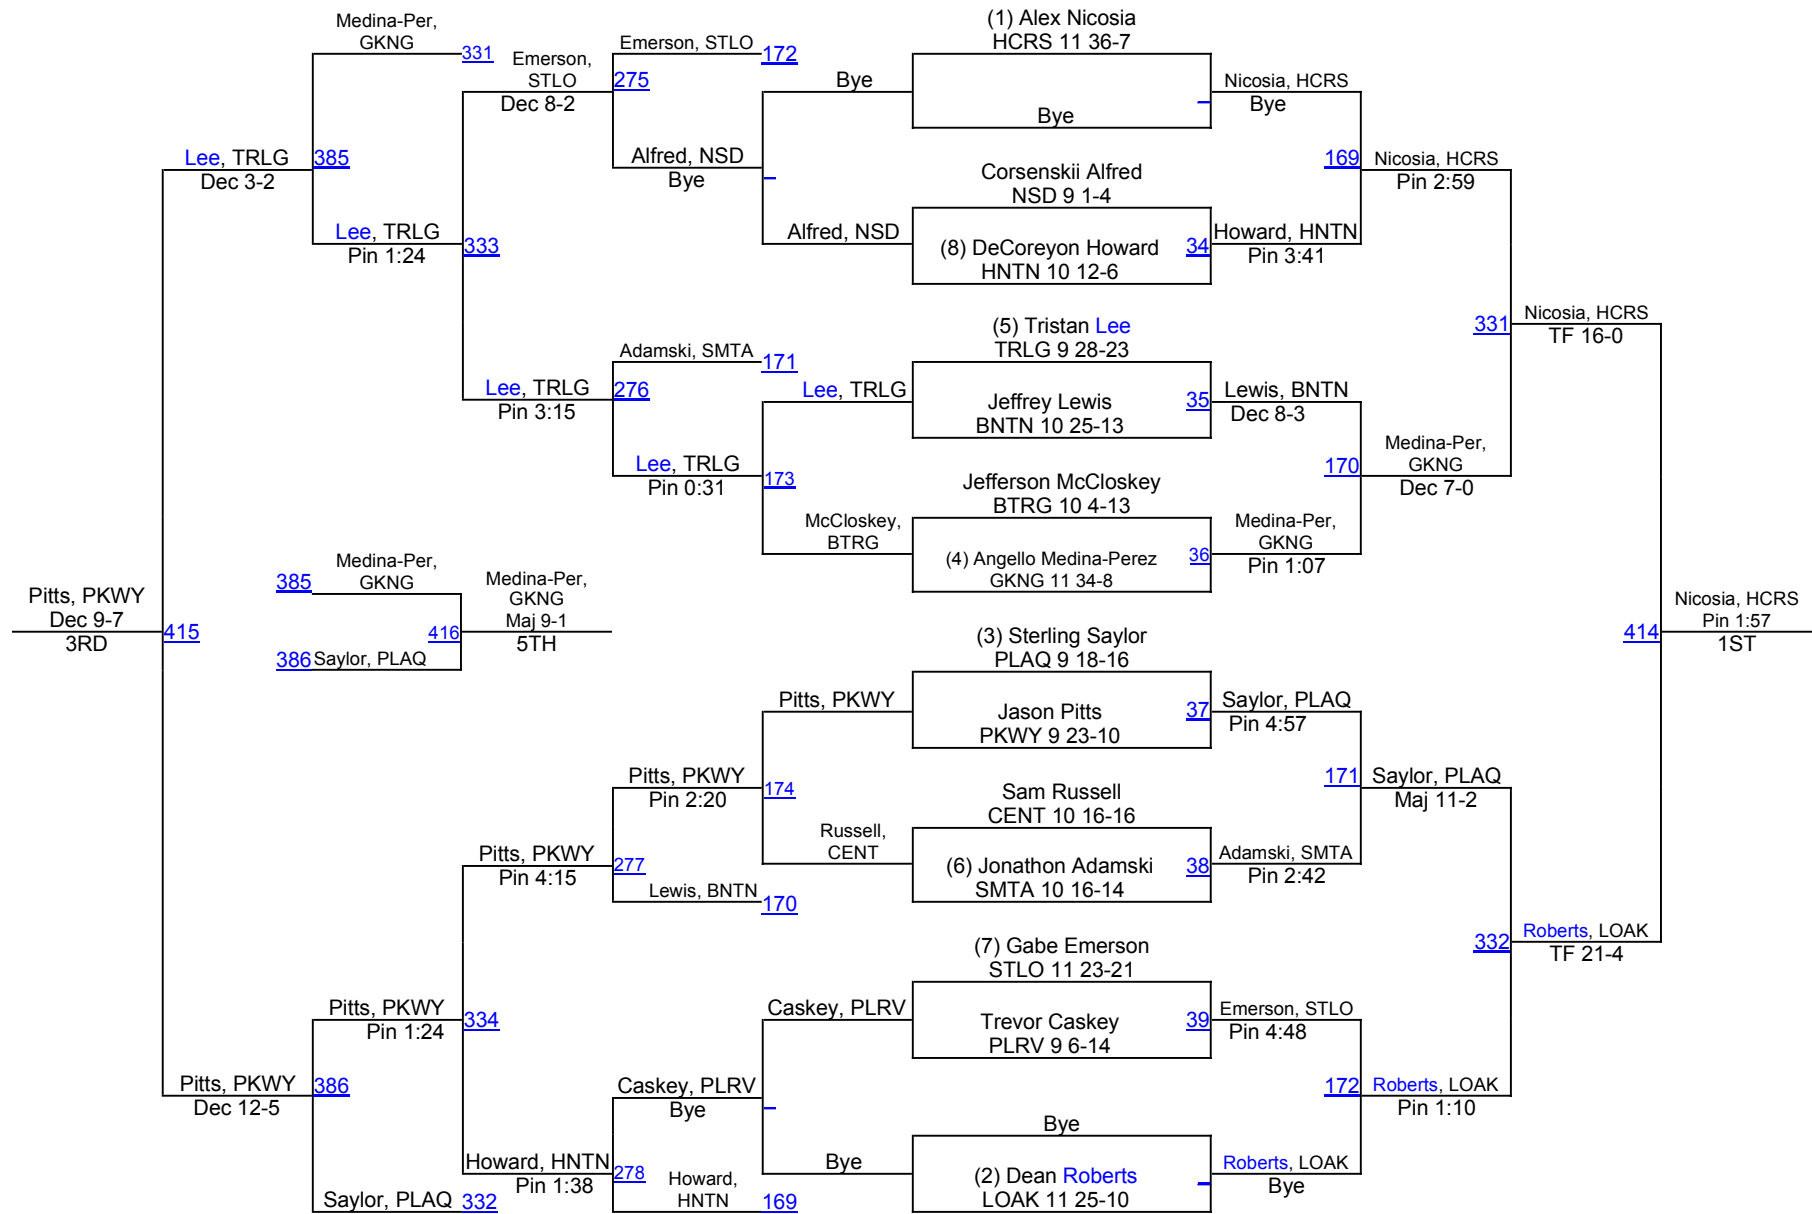 Medina-Per,
GKNG
331
Emerson,
STLO
Dec 8-2
Emerson, STLO
172
275
Alfred, NSD
Bye
Lee, TRLG
Dec 3-2
385
Lee, TRLG
Pin 1:24
333
Adamski, SMTA
171
Lee, TRLG
Pin 3:15
276
Lee, TRLG
Pin 0:31
173
Bye
Alfred, NSD
Lee, TRLG
McCloskey,
BTRG
(1) Alex Nicosia
HCRS 11 36-7
Bye
Corsenskii Alfred
NSD 9 1-4
(8) DeCoreyon Howard
HNTN 10 12-6
34
(5) Tristan Lee
TRLG 9 28-23
Jeffrey Lewis
BNTN 10 25-13
35
Jefferson McCloskey
BTRG 10 4-13
(4) Angello Medina-Perez
GKNG 11 34-8
36
Nicosia, HCRS
Bye
Howard, HNTN
Pin 3:41
169
Nicosia, HCRS
Pin 2:59
Lewis, BNTN
Dec 8-3
Medina-Per,
GKNG
Pin 1:07
170
Medina-Per,
GKNG
Dec 7-0
331
Nicosia, HCRS
TF 16-0
Pitts, PKWY
Dec 9-7
3RD
415
385
Medina-Per,
GKNG
386
Saylor, PLAQ
416
Medina-Per,
GKNG
Maj 9-1
5TH
414
Nicosia, HCRS
Pin 1:57
1ST
(3) Sterling Saylor
PLAQ 9 18-16
Jason Pitts
PKWY 9 23-10
37
Sam Russell
CENT 10 16-16
(6) Jonathon Adamski
SMTA 10 16-14
38
(7) Gabe Emerson
STLO 11 23-21
Trevor Caskey
PLRV 9 6-14
39
Bye
(2) Dean Roberts
LOAK 11 25-10
Pitts, PKWY
Russell,
CENT
Pitts, PKWY
Pin 2:20
174
Pitts, PKWY
Pin 4:15
277
Lewis, BNTN
170
Pitts, PKWY
Pin 1:24
334
Pitts, PKWY
Dec 12-5
386
Caskey, PLRV
Bye
Caskey, PLRV
Bye
Howard, HNTN
Pin 1:38
278
Howard,
HNTN
169
Saylor, PLAQ
332
Saylor, PLAQ
Pin 4:57
171
Saylor, PLAQ
Maj 11-2
Adamski, SMTA
Pin 2:42
Emerson, STLO
Pin 4:48
172
Roberts, LOAK
Pin 1:10
Roberts, LOAK
Bye
332
Roberts, LOAK
TF 21-4